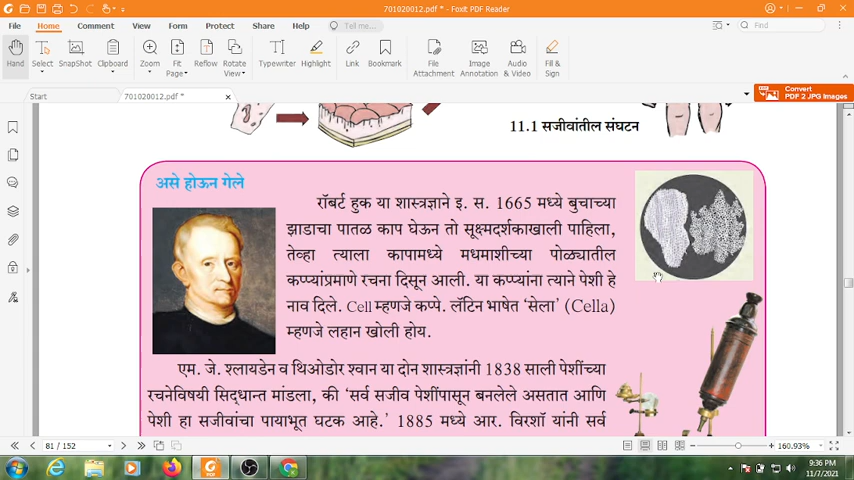 701020012.pdf * - Foxit PDF Reader
File Home Comment View Form Protect Share Help Tell me... Find
Hand Select SnapShot Clipboard Zoom Fit Page Reflow Rotate View Typewriter Highlight Link Bookmark File Attachment Image Annotation Audio & Video Fill & Sign
Start 701020012.pdf * Convert PDF 2 JPG Images
11.1 सजीवांतील संघटन
असे होऊन गेले
रॉबर्ट हुक या शास्त्रज्ञाने इ. स. 1665 मध्ये बुचाच्या
झाडाचा पातळ काप घेऊन तो सूक्ष्मदर्शकाखाली पाहिला,
तेव्हा त्याला कापामध्ये मधमाशीच्या पोळ्यातील
कप्प्यांप्रमाणे रचना दिसून आली. या कप्प्यांना त्याने पेशी हे
नाव दिले. Cell म्हणजे कप्पे. लॅटिन भाषेत ‘सेला’ (Cella)
म्हणजे लहान खोली होय.
एम. जे. श्लायडेन व थिओडोर श्वान या दोन शास्त्रज्ञांनी 1838 साली पेशींच्या
रचनेविषयी सिद्धान्त मांडला, की ‘सर्व सजीव पेशींपासून बनलेले असतात आणि
पेशी हा सजीवांचा पायाभूत घटक आहे.’ 1885 मध्ये आर. विरशॉ यांनी सर्व
81 / 152 160.93%
9:36 PM
11/7/2021